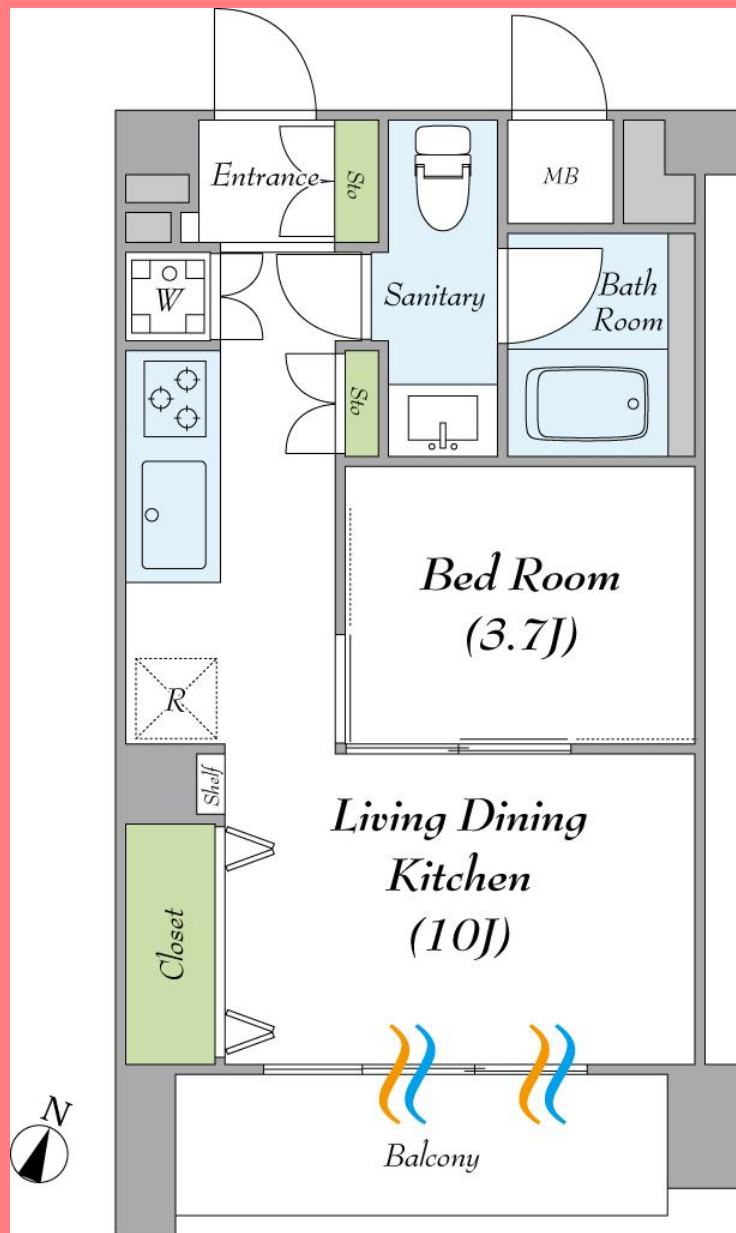 Entrance
Sto
MB
W
Sanitary
Bath
Room
Sto
Bed Room
(3.7J)
R
Shelf
Living Dining
Kitchen
(10J)
Closet
N
Balcony